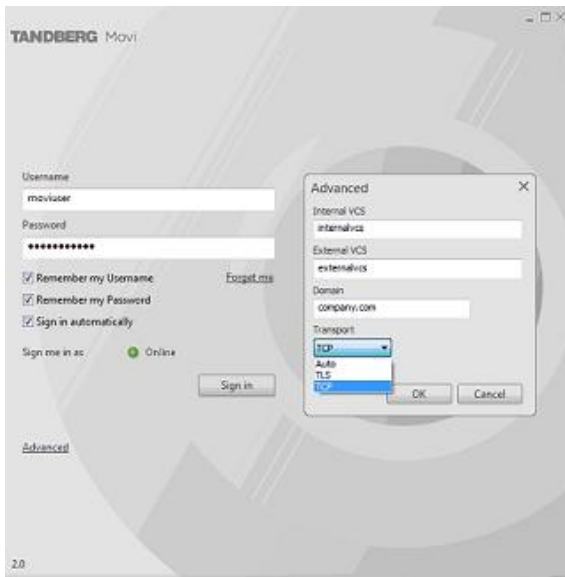 TANDBERG Movi
Username
moviuser
Password
Remember my Username
Forget me
Remember my Password
Sign in automatically
Sign me in as
Online
Sign in
Advanced
2.0
Advanced
Internal VCS
internalvcs
External VCS
externalvcs
Domain
company.com
Transport
TCP
Auto
TLS
TCP
OK
Cancel